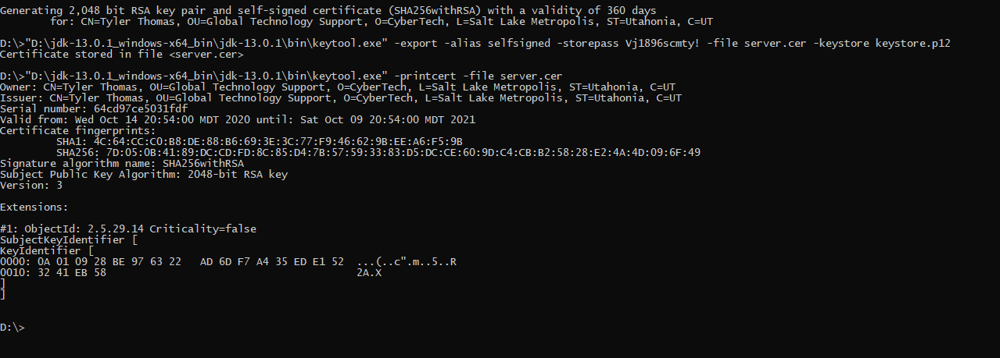 Generating 2,048 bit RSA key pair and self-signed certificate (SHA256withRSA) with a validity of 360 days
        for: CN=Tyler Thomas, OU=Global Technology Support, O=CyberTech, L=Salt Lake Metropolis, ST=Utahonia, C=UT
D:\>"D:\jdk-13.0.1_windows-x64_bin\jdk-13.0.1\bin\keytool.exe" -export -alias selfsigned -storepass Vj1896scmty! -file server.cer -keystore keystore.p12
Certificate stored in file <server.cer>
D:\>"D:\jdk-13.0.1_windows-x64_bin\jdk-13.0.1\bin\keytool.exe" -printcert -file server.cer
Owner: CN=Tyler Thomas, OU=Global Technology Support, O=CyberTech, L=Salt Lake Metropolis, ST=Utahonia, C=UT
Issuer: CN=Tyler Thomas, OU=Global Technology Support, O=CyberTech, L=Salt Lake Metropolis, ST=Utahonia, C=UT
Serial number: 64cd97ce5031fdf
Valid from: Wed Oct 14 20:54:00 MDT 2020 until: Sat Oct 09 20:54:00 MDT 2021
Certificate fingerprints:
         SHA1: 4C:64:CC:C0:B8:DE:88:B6:69:3E:3C:77:F9:46:62:9B:EE:A6:F5:9B
         SHA256: 7D:05:0B:41:89:DC:CD:FD:8C:85:D4:7B:57:59:33:83:D5:DC:CE:60:9D:C4:CB:B2:58:28:E2:4A:4D:09:6F:49
Signature algorithm name: SHA256withRSA
Subject Public Key Algorithm: 2048-bit RSA key
Version: 3
Extensions:
#1: ObjectId: 2.5.29.14 Criticality=false
SubjectKeyIdentifier [
KeyIdentifier [
0000: 0A 01 09 28 BE 97 63 22   AD 6D F7 A4 35 ED E1 52  ...(..c".m..5..R
0010: 32 41 EB 58                                        2A.X
]
]
D:\>